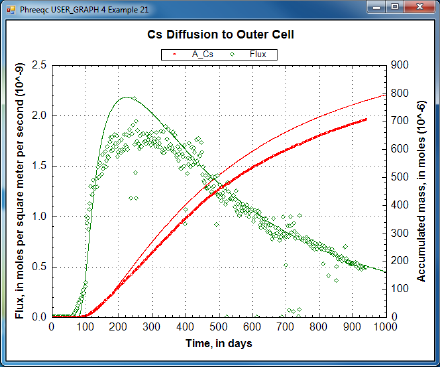 Phreeqc USER_GRAPH 4 Example 21
Cs Diffusion to Outer Cell
A_Cs Flux
Flux, in moles per square meter per second (10^-9)
2.5
2.0
1.5
1.0
0.5
0.0
0 100 200 300 400 500 600 700 800 900 1000
Time, in days
900
800
700
600
500
400
300
200
100
0
Accumulated mass, in moles (10^-6)